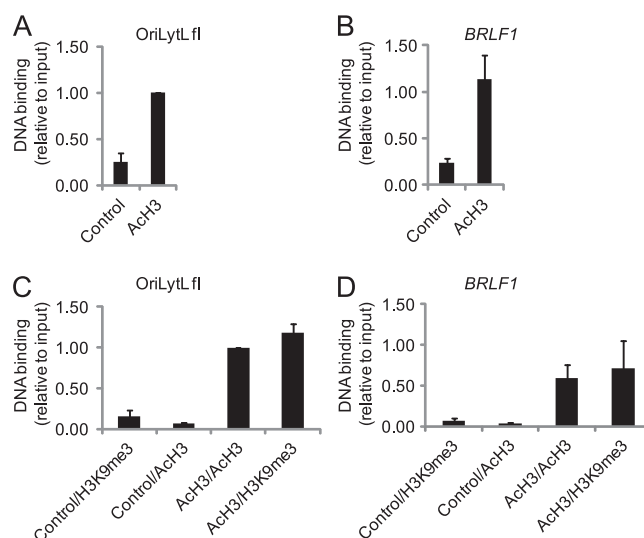 A
OriLytL fl
DNA binding
(relative to input)
1.50
1.00
0.50
0.00
Control
AcH3
B
BRLF1
DNA binding
(relative to input)
1.50
1.00
0.50
0.00
Control
AcH3
C
OriLytL fl
DNA binding
(relative to input)
1.50
1.00
0.50
0.00
Control/H3K9me3
Control/AcH3
AcH3/AcH3
AcH3/H3K9me3
D
BRLF1
DNA binding
(relative to input)
1.50
1.00
0.50
0.00
Control/H3K9me3
Control/AcH3
AcH3/AcH3
AcH3/H3K9me3